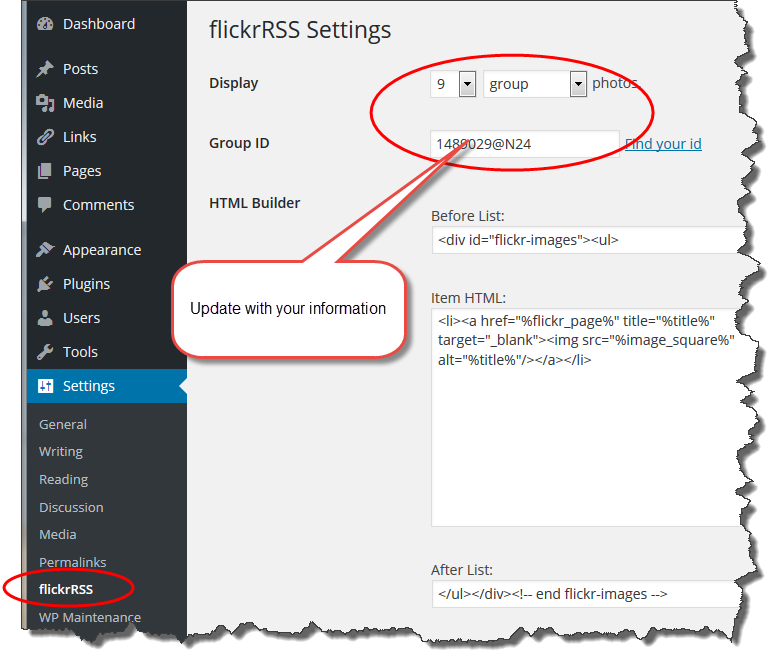 Dashboard
Posts
Media
Links
Pages
Comments
Appearance
Plugins
Users
Tools
Settings
General
Writing
Reading
Discussion
Media
Permalinks
flickrRSS
WP Maintenance
flickrRSS Settings
Display
9
group
photos
Group ID
1489029@N24
Find your id
HTML Builder
Before List:
<div id="flickr-images"><ul>
Update with your information
Item HTML:
<li><a href="%flickr_page%" title="%title%"
target="_blank"><img src="%image_square%"
alt="%title%"/></a></li>
After List:
</ul></div><!-- end flickr-images -->